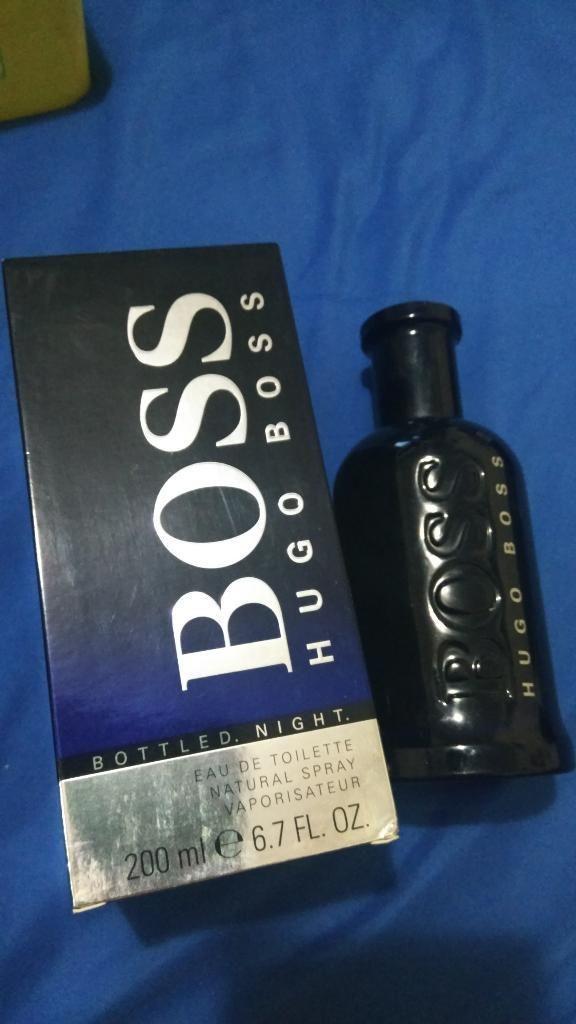 BOSS
HUGO BOSS
BOTTLED. NIGHT.
EAU DE TOILETTE
NATURAL SPRAY
VAPORISATEUR
200 ml e 6.7 FL. OZ.
BOSS
HUGO BOSS